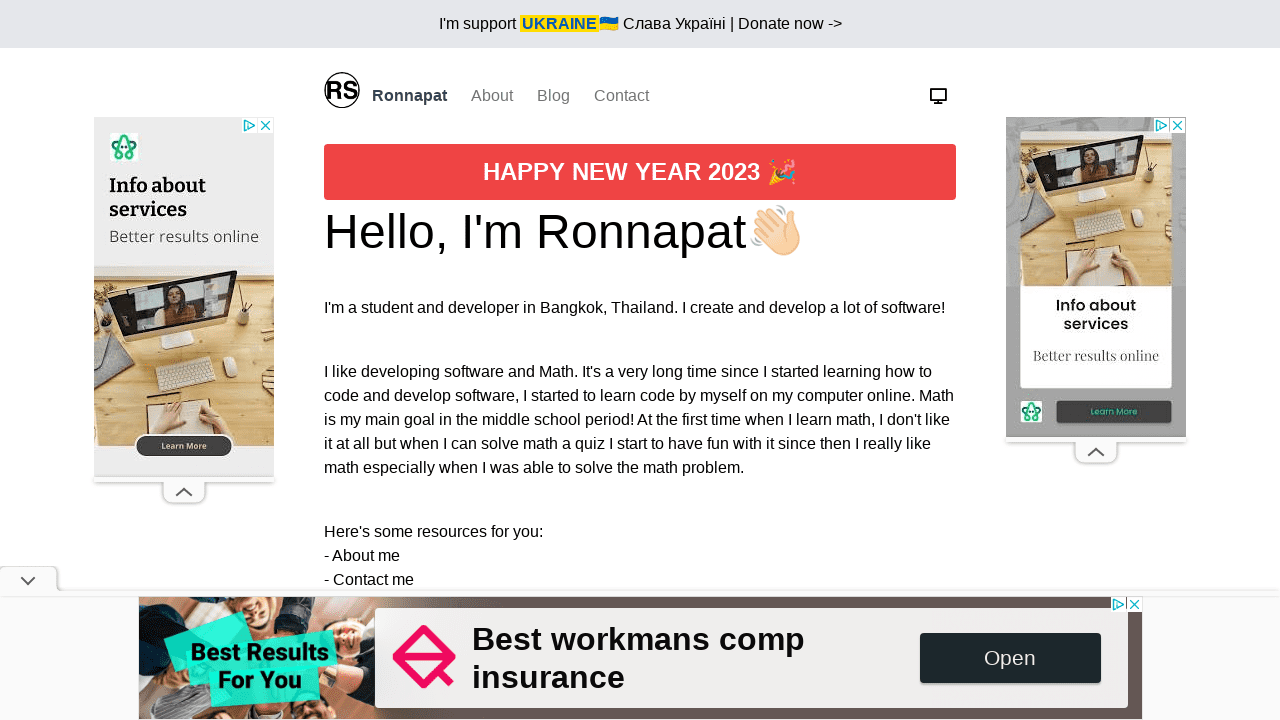 I'm support UKRAINE🇺🇦 Слава Україні | Donate now ->
RS Ronnapat About Blog Contact
HAPPY NEW YEAR 2023 🎉
Hello, I'm Ronnapat👋🏻
I'm a student and developer in Bangkok, Thailand. I create and develop a lot of software!
I like developing software and Math. It's a very long time since I started learning how to
code and develop software, I started to learn code by myself on my computer online. Math
is my main goal in the middle school period! At the first time when I learn math, I don't like
it at all but when I can solve math a quiz I start to have fun with it since then I really like
math especially when I was able to solve the math problem.
Here's some resources for you:
- About me
- Contact me
Info about
services
Better results online
Learn More
Info about
services
Better results online
Learn More
Best Results
For You
Best workmans comp
insurance
Open